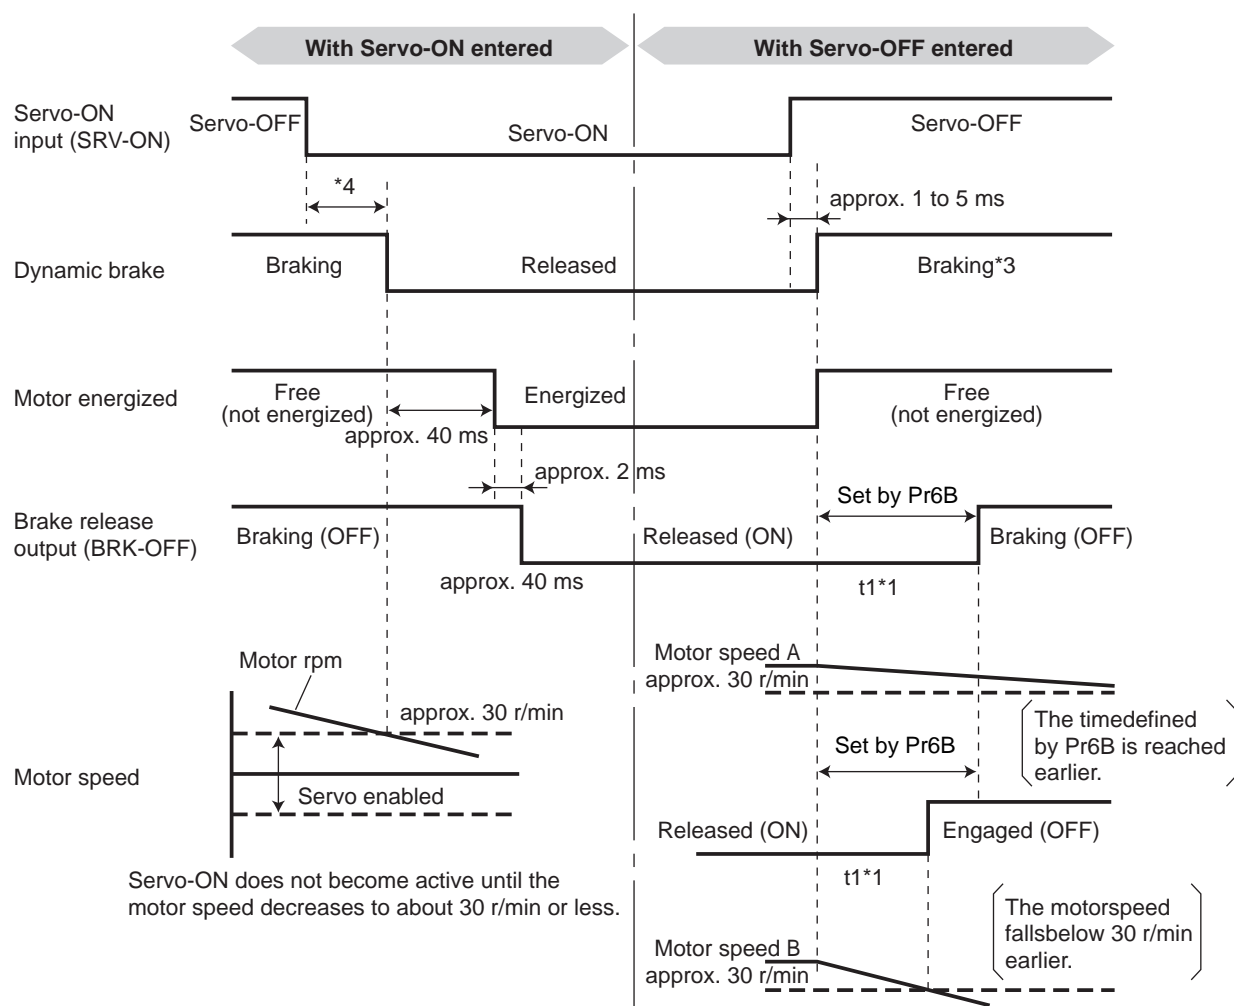 With Servo-ON entered
With Servo-OFF entered
Servo-ON
input (SRV-ON)
Servo-OFF
Servo-ON
Servo-OFF
*4
approx. 1 to 5 ms
Dynamic brake
Braking
Released
Braking*3
Motor energized
Free
(not energized)
Energized
Free
(not energized)
approx. 40 ms
approx. 2 ms
Set by Pr6B
Brake release
output (BRK-OFF)
Braking (OFF)
Released (ON)
Braking (OFF)
approx. 40 ms
t1*1
Motor rpm
approx. 30 r/min
Motor speed
Servo enabled
Servo-ON does not become active until the
motor speed decreases to about 30 r/min or less.
Motor speed A
approx. 30 r/min
The timedefined
by Pr6B is reached
earlier.
Set by Pr6B
Released (ON)
Engaged (OFF)
t1*1
The motorspeed
fallsbelow 30 r/min
earlier.
Motor speed B
approx. 30 r/min